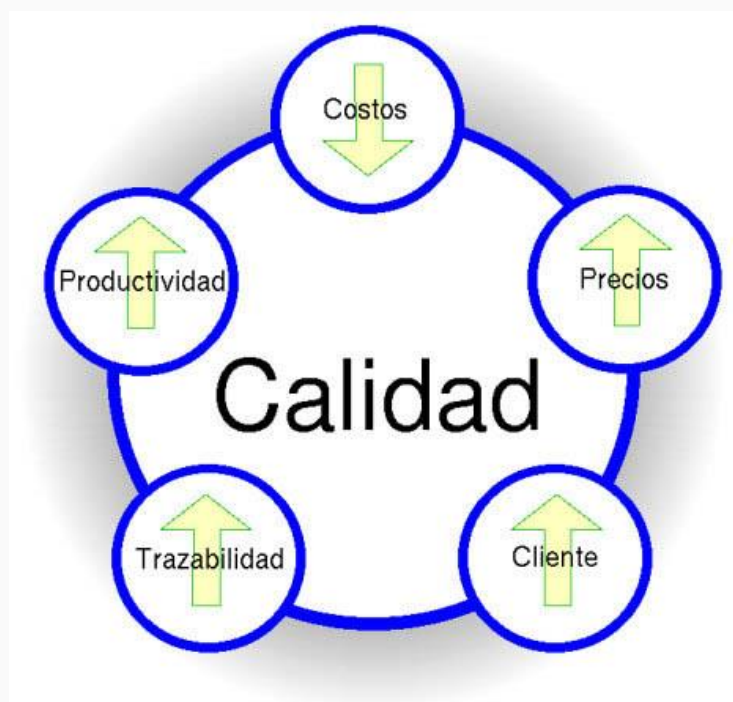 Costos
Productividad
Precios
Calidad
Trazabilidad
Cliente